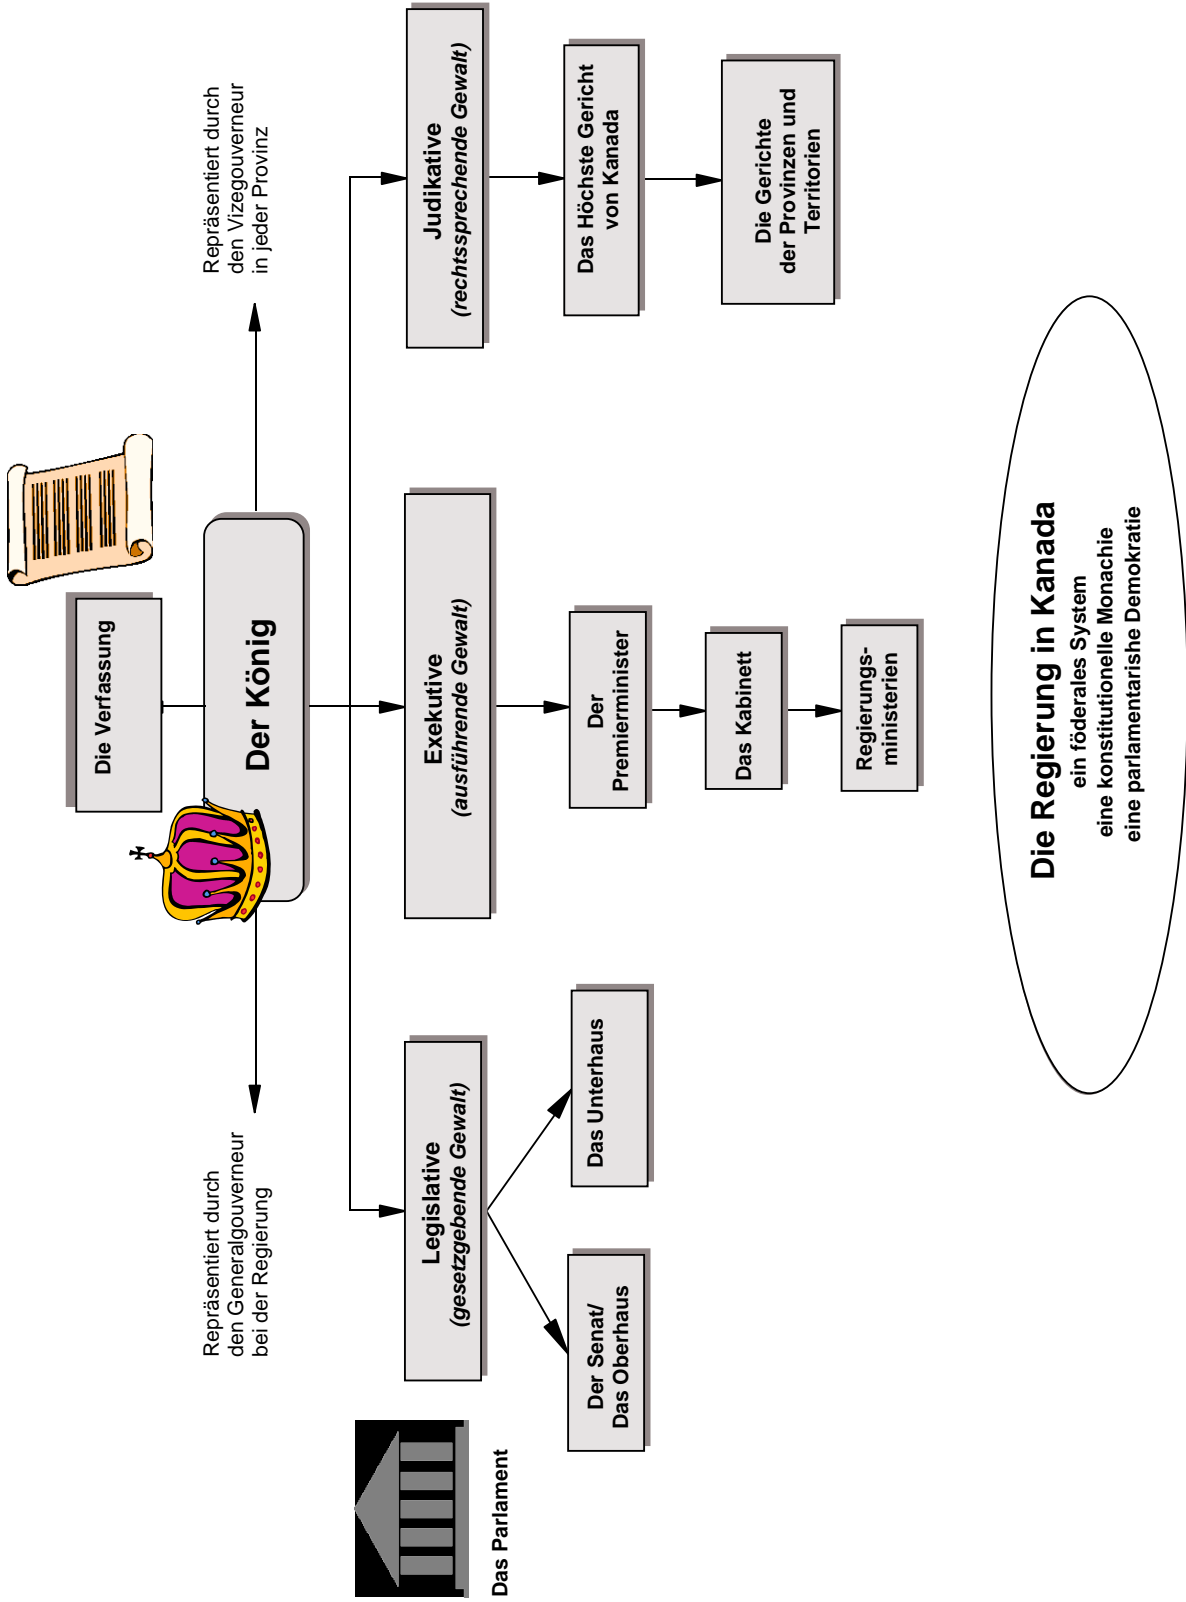 Die Verfassung
Der König
Repräsentiert durch
den Generalgouverneur
bei der Regierung
Repräsentiert durch
den Vizegouverneur
in jeder Provinz
Das Parlament
Legislative
(gesetzgebende Gewalt)
Der Senat/
Das Oberhaus
Das Unterhaus
Exekutive
(ausführende Gewalt)
Der
Premierminister
Das Kabinett
Regierungs-
ministerien
Judikative
(rechtssprechende Gewalt)
Das Höchste Gericht
von Kanada
Die Gerichte
der Provinzen und
Territorien
Die Regierung in Kanada
ein föderales System
eine konstitutionelle Monachie
eine parlamentarishe Demokratie